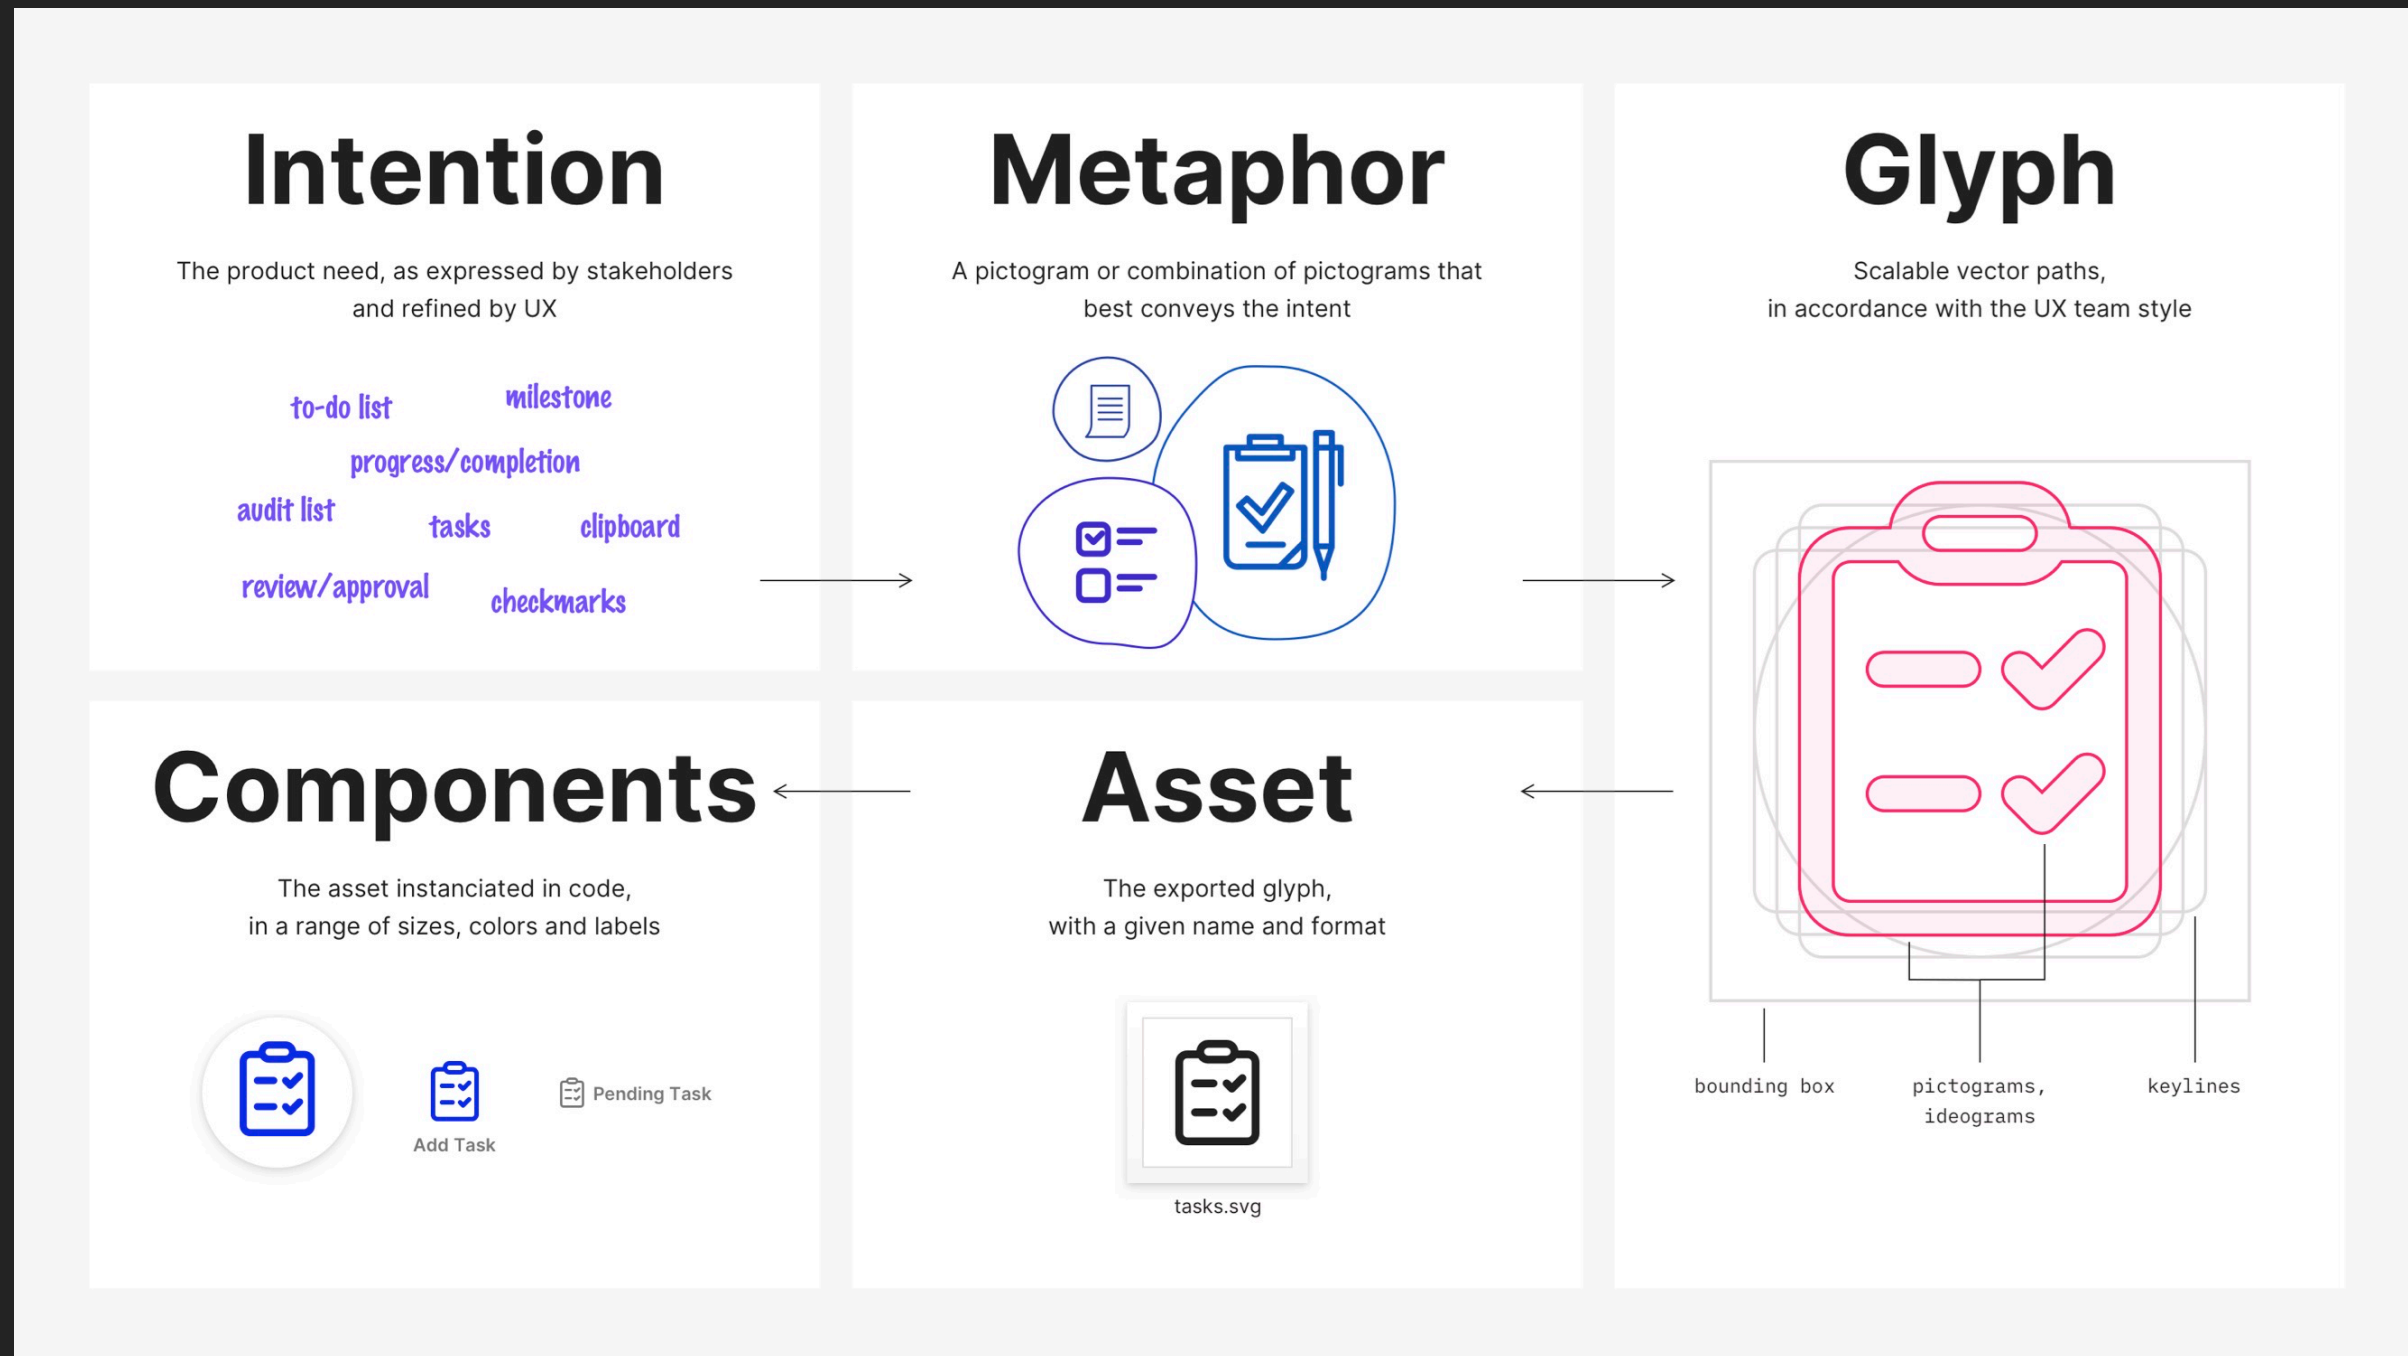 Intention
The product need, as expressed by stakeholders
and refined by UX
to-do list
milestone
progress/completion
audit list
tasks
clipboard
review/approval
checkmarks
Metaphor
A pictogram or combination of pictograms that
best conveys the intent
Glyph
Scalable vector paths,
in accordance with the UX team style
bounding box
pictograms,
ideograms
keylines
Asset
The exported glyph,
with a given name and format
tasks.svg
Components
The asset instanciated in code,
in a range of sizes, colors and labels
Add Task
Pending Task